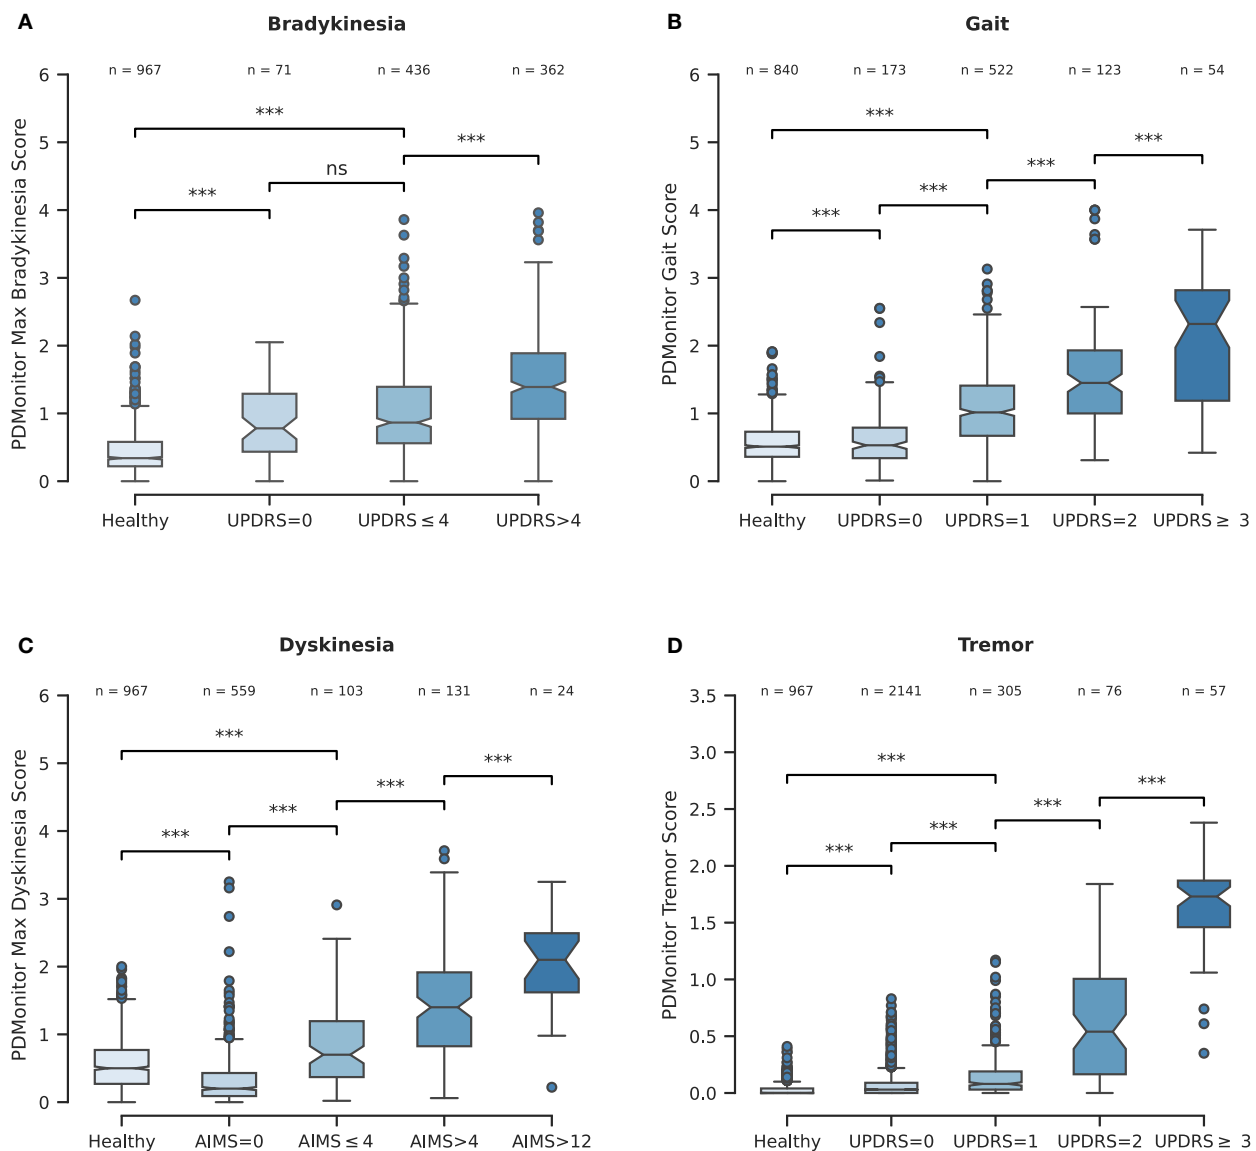 A
Bradykinesia
n = 967 n = 71 n = 436 n = 362
6
5
4
3
2
1
0
PDMonitor Max Bradykinesia Score
***
***
ns
***
Healthy UPDRS=0 UPDRS ≤ 4 UPDRS>4
B
Gait
n = 840 n = 173 n = 522 n = 123 n = 54
6
5
4
3
2
1
0
PDMonitor Gait Score
***
***
***
***
***
Healthy UPDRS=0 UPDRS=1 UPDRS=2 UPDRS ≥ 3
C
Dyskinesia
n = 967 n = 559 n = 103 n = 131 n = 24
6
5
4
3
2
1
0
PDMonitor Max Dyskinesia Score
***
***
***
***
***
Healthy AIMS=0 AIMS ≤ 4 AIMS>4 AIMS>12
D
Tremor
n = 967 n = 2141 n = 305 n = 76 n = 57
3.5
3.0
2.5
2.0
1.5
1.0
0.5
0.0
PDMonitor Tremor Score
***
***
***
***
***
Healthy UPDRS=0 UPDRS=1 UPDRS=2 UPDRS ≥ 3